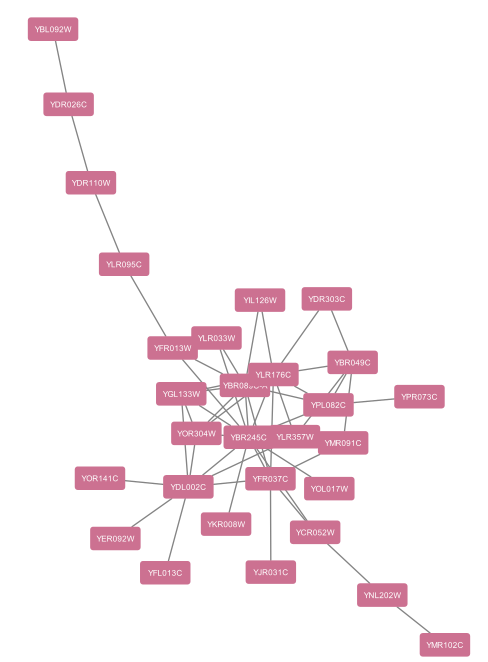 YBL092W
YDR026C
YDR110W
YLR095C
YIL126W
YDR303C
YLR033W
YFR013W
YBR049C
YLR176C
YGL133W
YPR073C
YPL082C
YOR304W
YBR245C
YLR357W
YMR091C
YOR141C
YFR037C
YDL002C
YOL017W
YKR008W
YCR052W
YER092W
YFL013C
YJR031C
YNL202W
YMR102C